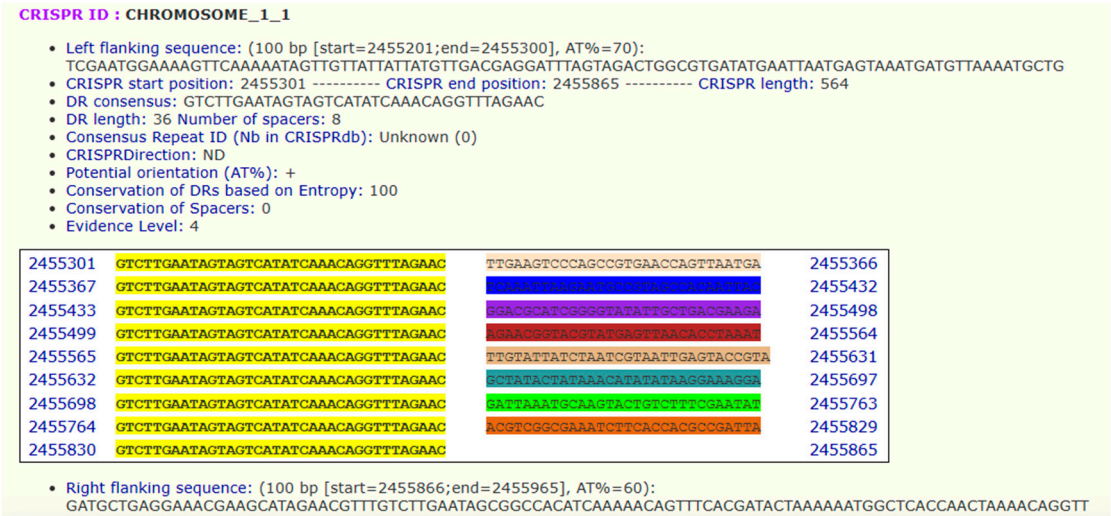 CRISPR ID : CHROMOSOME_1_1
• Left flanking sequence: (100 bp [start=2455201;end=2455300], AT%=70):
TCGAATGGAAAAGTTCAAAAATAGTTGTTATTATTATGTTGACGAGGATTTAGTAGACTGGCGTGATATGAATTAATGAGTAAATGATGTTAAAATGCTG
• CRISPR start position: 2455301 ---------- CRISPR end position: 2455865 ---------- CRISPR length: 564
• DR consensus: GTCTTGAATAGTAGTCATATCAAACAGGTTTAGAAC
• DR length: 36 Number of spacers: 8
• Consensus Repeat ID (Nb in CRISPRdb): Unknown (0)
• CRISPRDirection: ND
• Potential orientation (AT%): +
• Conservation of DRs based on Entropy: 100
• Conservation of Spacers: 0
• Evidence Level: 4
2455301 GTCTTGAATAGTAGTCATATCAAACAGGTTTAGAAC TTGAAGTCCCAGCCGTGAACCAGTTAATGA 2455366
2455367 GTCTTGAATAGTAGTCATATCAAACAGGTTTAGAAC 2455432
2455433 GTCTTGAATAGTAGTCATATCAAACAGGTTTAGAAC GGACGCATCGGGGTATATTGCTGACGAAGA 2455498
2455499 GTCTTGAATAGTAGTCATATCAAACAGGTTTAGAAC AGAACGGTACGTATGAGTTAACACCTAAAT 2455564
2455565 GTCTTGAATAGTAGTCATATCAAACAGGTTTAGAAC TTGTATTATCTAATCGTAATTGAGTACCGTA 2455631
2455632 GTCTTGAATAGTAGTCATATCAAACAGGTTTAGAAC GCTATACTATAAACATATATAAGGAAAGGA 2455697
2455698 GTCTTGAATAGTAGTCATATCAAACAGGTTTAGAAC GATTAAATGCAAGTACTGTCTTTCGAATAT 2455763
2455764 GTCTTGAATAGTAGTCATATCAAACAGGTTTAGAAC ACGTCGGCGAAATCTTCACCACGCCGATTA 2455829
2455830 GTCTTGAATAGTAGTCATATCAAACAGGTTTAGAAC 2455865
• Right flanking sequence: (100 bp [start=2455866;end=2455965], AT%=60):
GATGCTGAGGAAACGAAGCATAGAACGTTTGTCTTGAATAGCGGCCACATCAAAAACAGTTTCACGATACTAAAAAATGGCTCACCAACTAAAACAGGTT